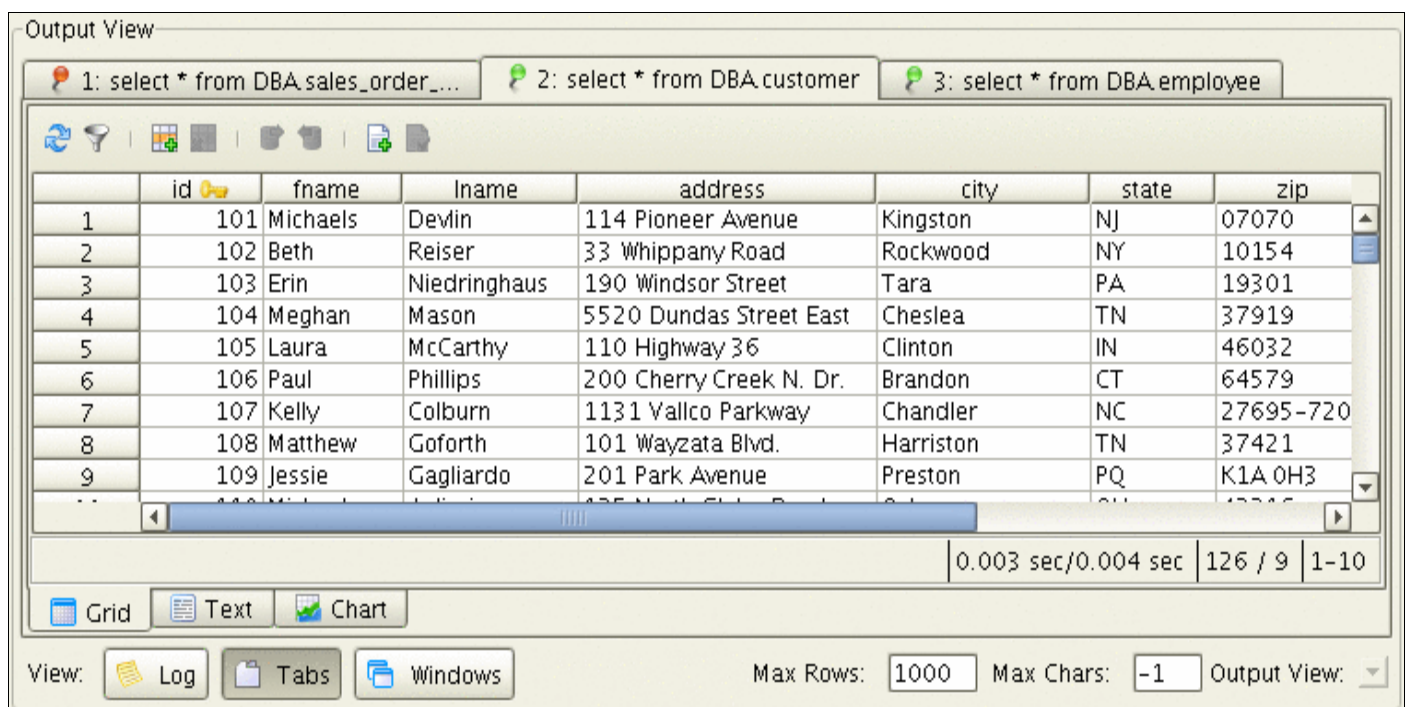 Output View
1: select * from DBA.sales_order_... 2: select * from DBA.customer 3: select * from DBA.employee
id fname lname address city state zip
1 101 Michaels Devlin 114 Pioneer Avenue Kingston NJ 07070
2 102 Beth Reiser 33 Whippany Road Rockwood NY 10154
3 103 Erin Niedringhaus 190 Windsor Street Tara PA 19301
4 104 Meghan Mason 5520 Dundas Street East Cheslea TN 37919
5 105 Laura McCarthy 110 Highway 36 Clinton IN 46032
6 106 Paul Phillips 200 Cherry Creek N. Dr. Brandon CT 64579
7 107 Kelly Colburn 1131 Vallco Parkway Chandler NC 27695-720
8 108 Matthew Goforth 101 Wayzata Blvd. Harriston TN 37421
9 109 Jessie Gagliardo 201 Park Avenue Preston PQ K1A 0H3
0.003 sec/0.004 sec 126 / 9 1-10
Grid Text Chart
View: Log Tabs Windows Max Rows: 1000 Max Chars: -1 Output View: